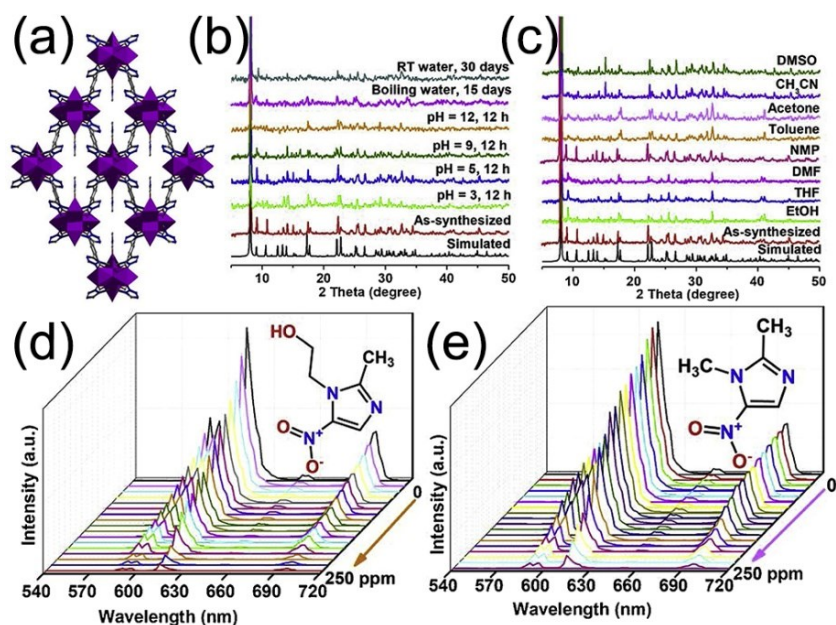 (a)
(b)
RT water, 30 days
Boiling water, 15 days
pH = 12, 12 h
pH = 9, 12 h
pH = 5, 12 h
pH = 3, 12 h
As-synthesized
Simulated
10 20 30 40 50
2 Theta (degree)
(c)
DMSO
CH3CN
Acetone
Toluene
NMP
DMF
THF
EtOH
As-synthesized
Simulated
10 20 30 40 50
2 Theta (degree)
(d)
HO
CH3
N
N
O
N+
O-
Intensity (a.u.)
0
250 ppm
540 570 600 630 660 690 720
Wavelength (nm)
(e)
CH3
H3C
N
N
O
N+
O-
Intensity (a.u.)
0
250 ppm
540 570 600 630 660 690 720
Wavelength (nm)